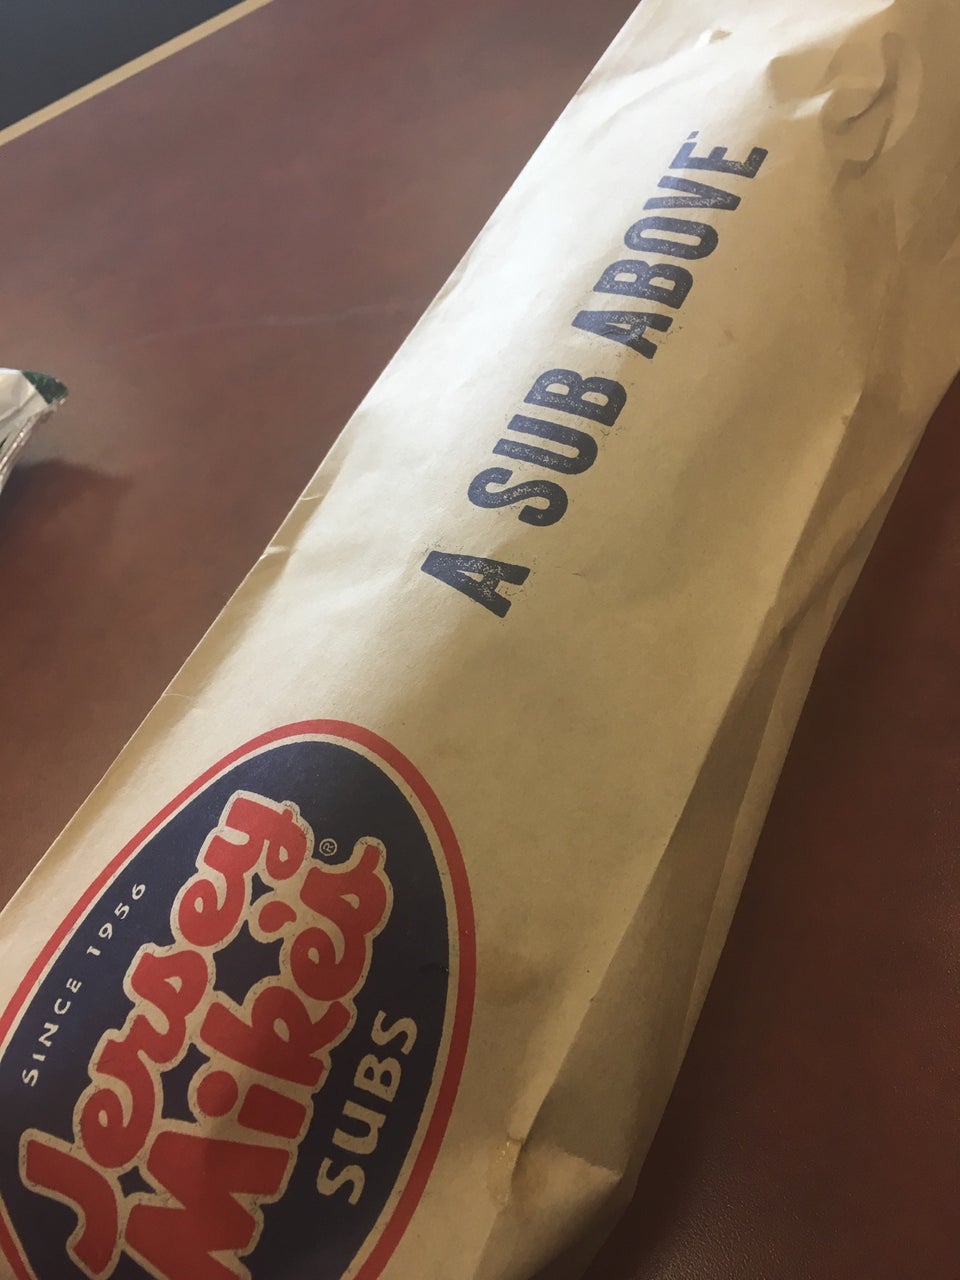 A SUB ABOVE
SINCE 1956
Jersey
Mike's®
SUBS